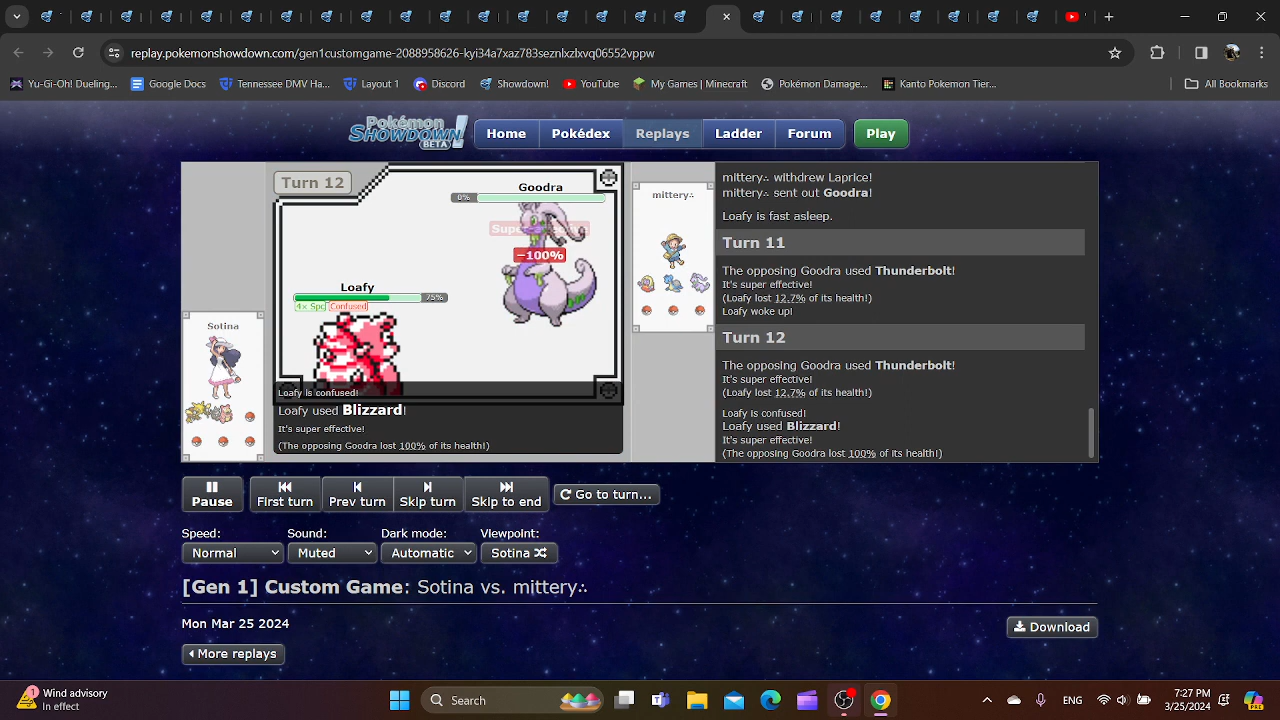 replay.pokemonshowdown.com/gen1customgame-2088958626-kyi34a7xaz783seznlxzlxvq06552vppw
Yu-Gi-Oh! Dueling...
Google Docs
Tennessee DMV Ha...
Layout 1
Discord
Showdown!
YouTube
My Games | Minecraft
Pokémon Damage...
Kanto Pokemon Tier...
All Bookmarks
Pokémon
SHOWDOWN!
BETA
Home
Pokédex
Replays
Ladder
Forum
Play
Turn 12
Goodra
0%
Super effective
−100%
Loafy
75%
4× Spc
Confused
Sotina
mittery∴
Loafy is confused!
Loafy used Blizzard!
It's super effective!
(The opposing Goodra lost 100% of its health!)
mittery∴ withdrew Laprice!
mittery∴ sent out Goodra!
Loafy is fast asleep.
Turn 11
The opposing Goodra used Thunderbolt!
It's super effective!
Loafy woke up!
Turn 12
The opposing Goodra used Thunderbolt!
It's super effective!
(Loafy lost 12.7% of its health!)
Loafy is confused!
Loafy used Blizzard!
It's super effective!
(The opposing Goodra lost 100% of its health!)
Pause
First turn
Prev turn
Skip turn
Skip to end
Go to turn...
Speed:
Sound:
Dark mode:
Viewpoint:
Normal
Muted
Automatic
Sotina
[Gen 1] Custom Game: Sotina vs. mittery∴
Mon Mar 25 2024
Download
More replays
1
Wind advisory
In effect
Search
ENG
7:27 PM
3/25/2024
PRE